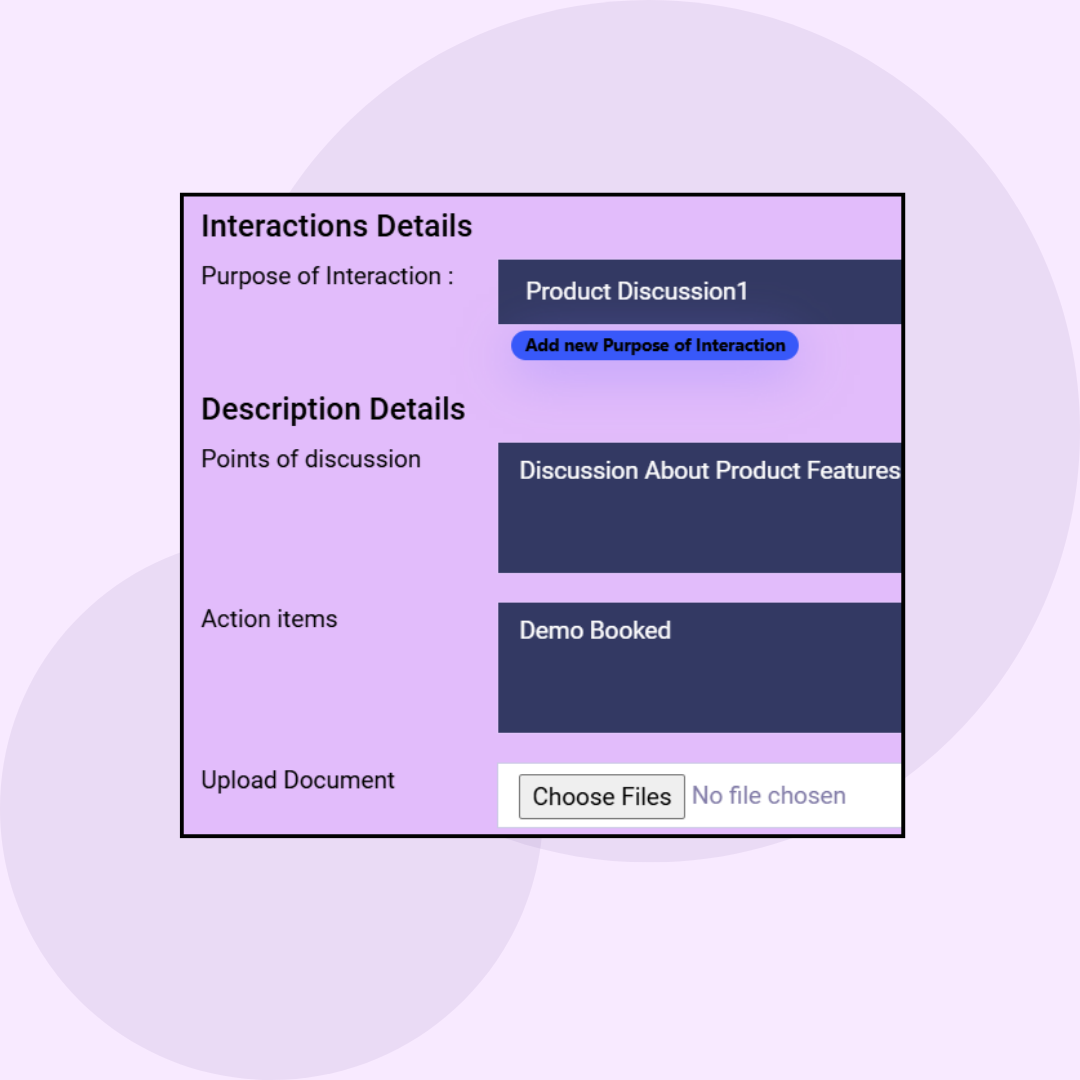 Interactions Details
Purpose of Interaction :
Product Discussion1
Add new Purpose of Interaction
Description Details
Points of discussion
Discussion About Product Features
Action items
Demo Booked
Upload Document
Choose Files No file chosen